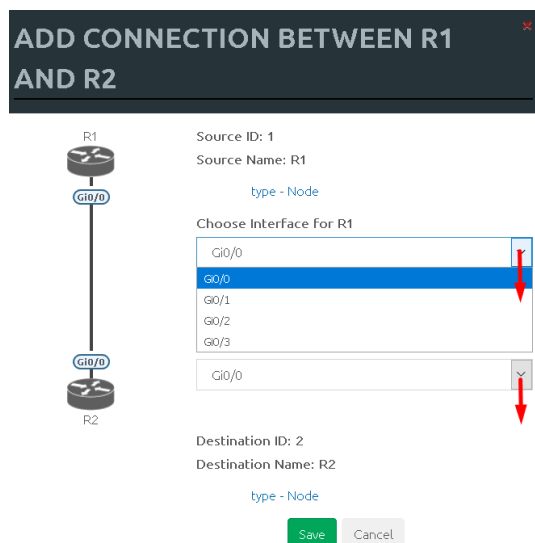 ADD CONNECTION BETWEEN R1
AND R2
R1
Source ID: 1
Source Name: R1
type - Node
Gi0/0
Choose Interface for R1
Gi0/0
Gi0/0
Gi0/1
Gi0/2
Gi0/3
Gi0/0
Gi0/0
R2
Destination ID: 2
Destination Name: R2
type - Node
Save Cancel